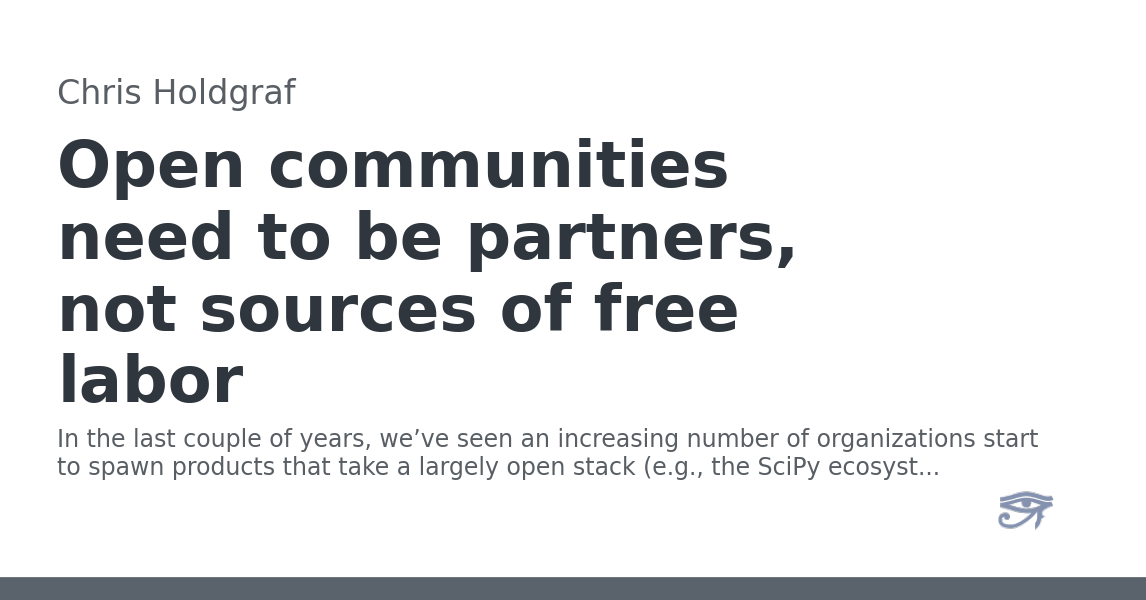 Chris Holdgraf
Open communities
need to be partners,
not sources of free
labor
In the last couple of years, we’ve seen an increasing number of organizations start
to spawn products that take a largely open stack (e.g., the SciPy ecosyst...